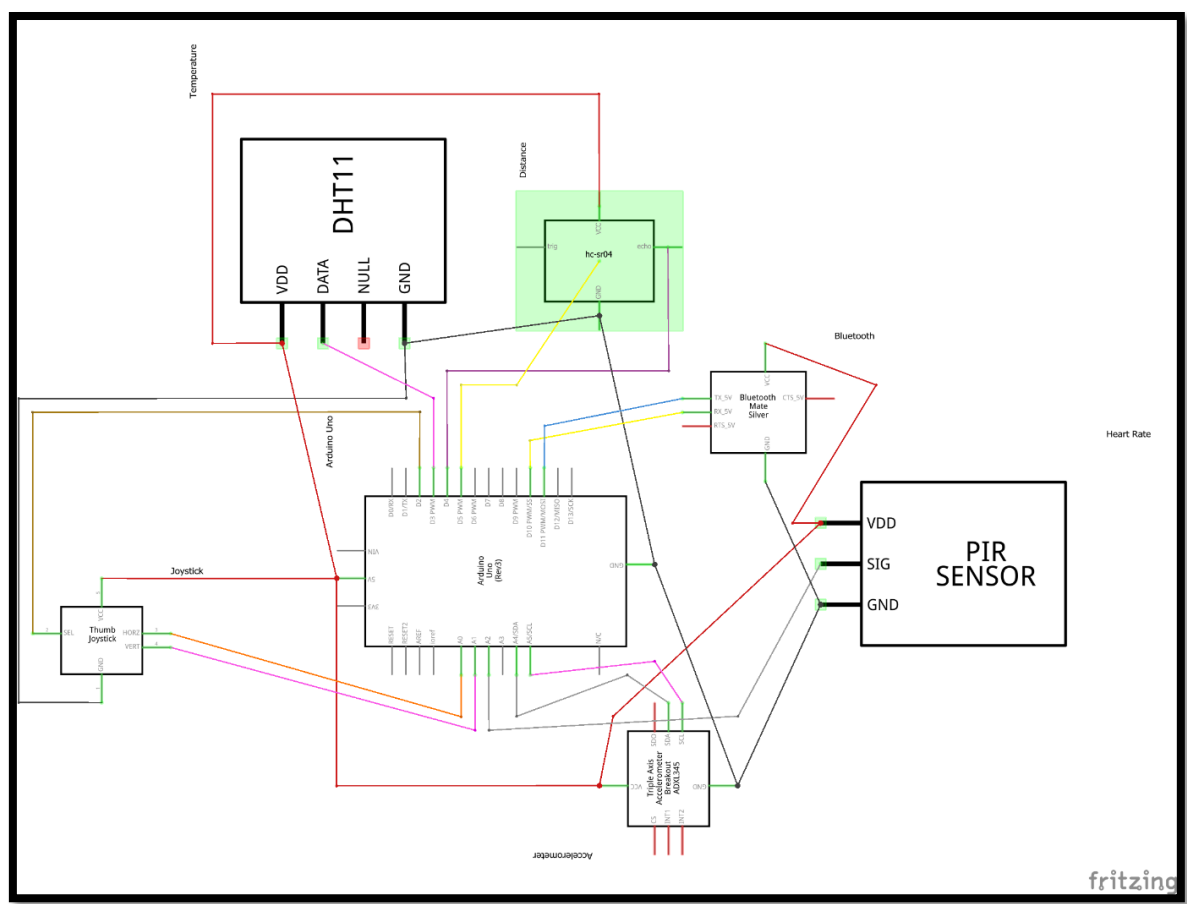 Temperature
DHT11
VDD
DATA
NULL
GND
Distance
VCC
trig
echo
hc-sr04
GND
Bluetooth
VCC
TX_5V
RX_5V
RTS_5V
CTS_5V
Bluetooth
Mate
Silver
GND
Heart Rate
VDD
SIG
GND
PIR
SENSOR
Arduino Uno
D0/RX
D1/TX
D2
D3 PWM
D4
D5 PWM
D6 PWM
D7
D8
D9 PWM
D10 PWM/SS
D11 PWM/MOSI
D12/MISO
D13/SCK
VIN
5V
3V3
Arduino
Uno
(Rev3)
GND
RESET
RESET2
AREF
ioref
A0
A1
A2
A3
A4/SDA
A5/SCL
N/C
Joystick
VCC
SEL
Thumb
Joystick
HORZ
VERT
GND
SDO
SDA
SCL
VCC
Triple Axis
Accelerometer
Breakout
ADXL345
GND
CS
INT1
INT2
Accelerometer
fritzing